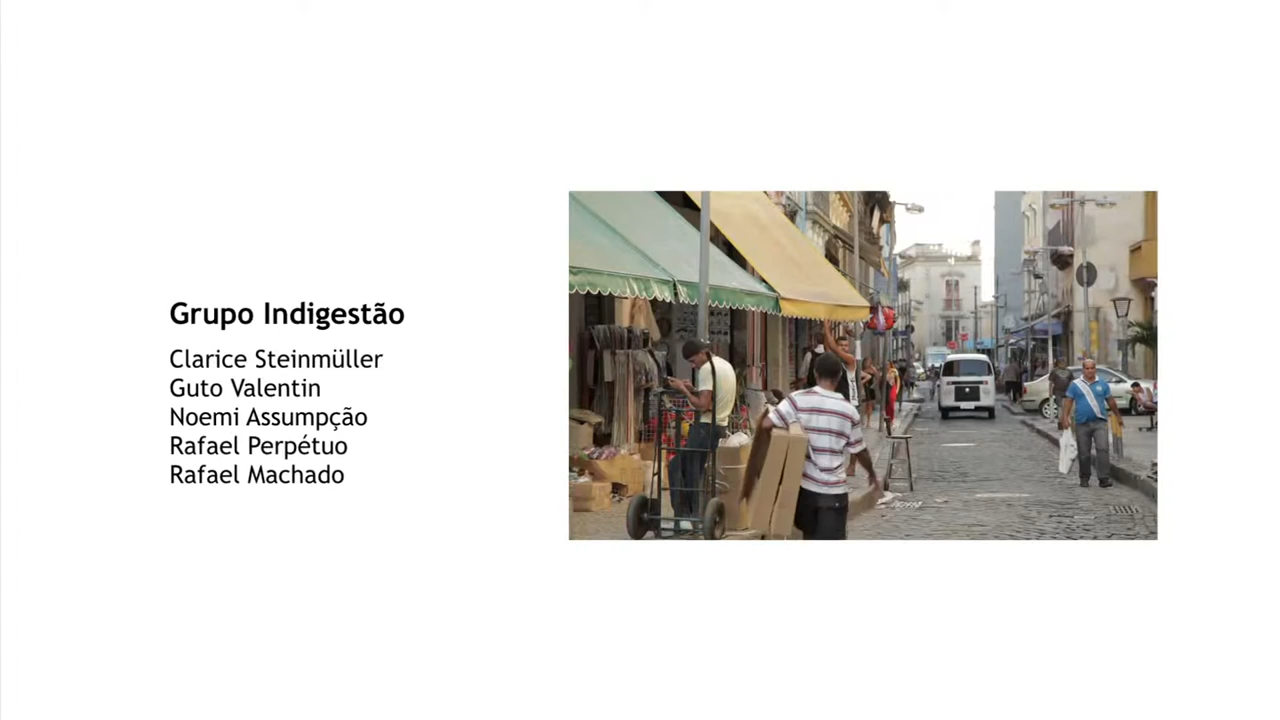 Grupo Indigestão
Clarice Steinmüller
Guto Valentin
Noemi Assumpção
Rafael Perpétuo
Rafael Machado